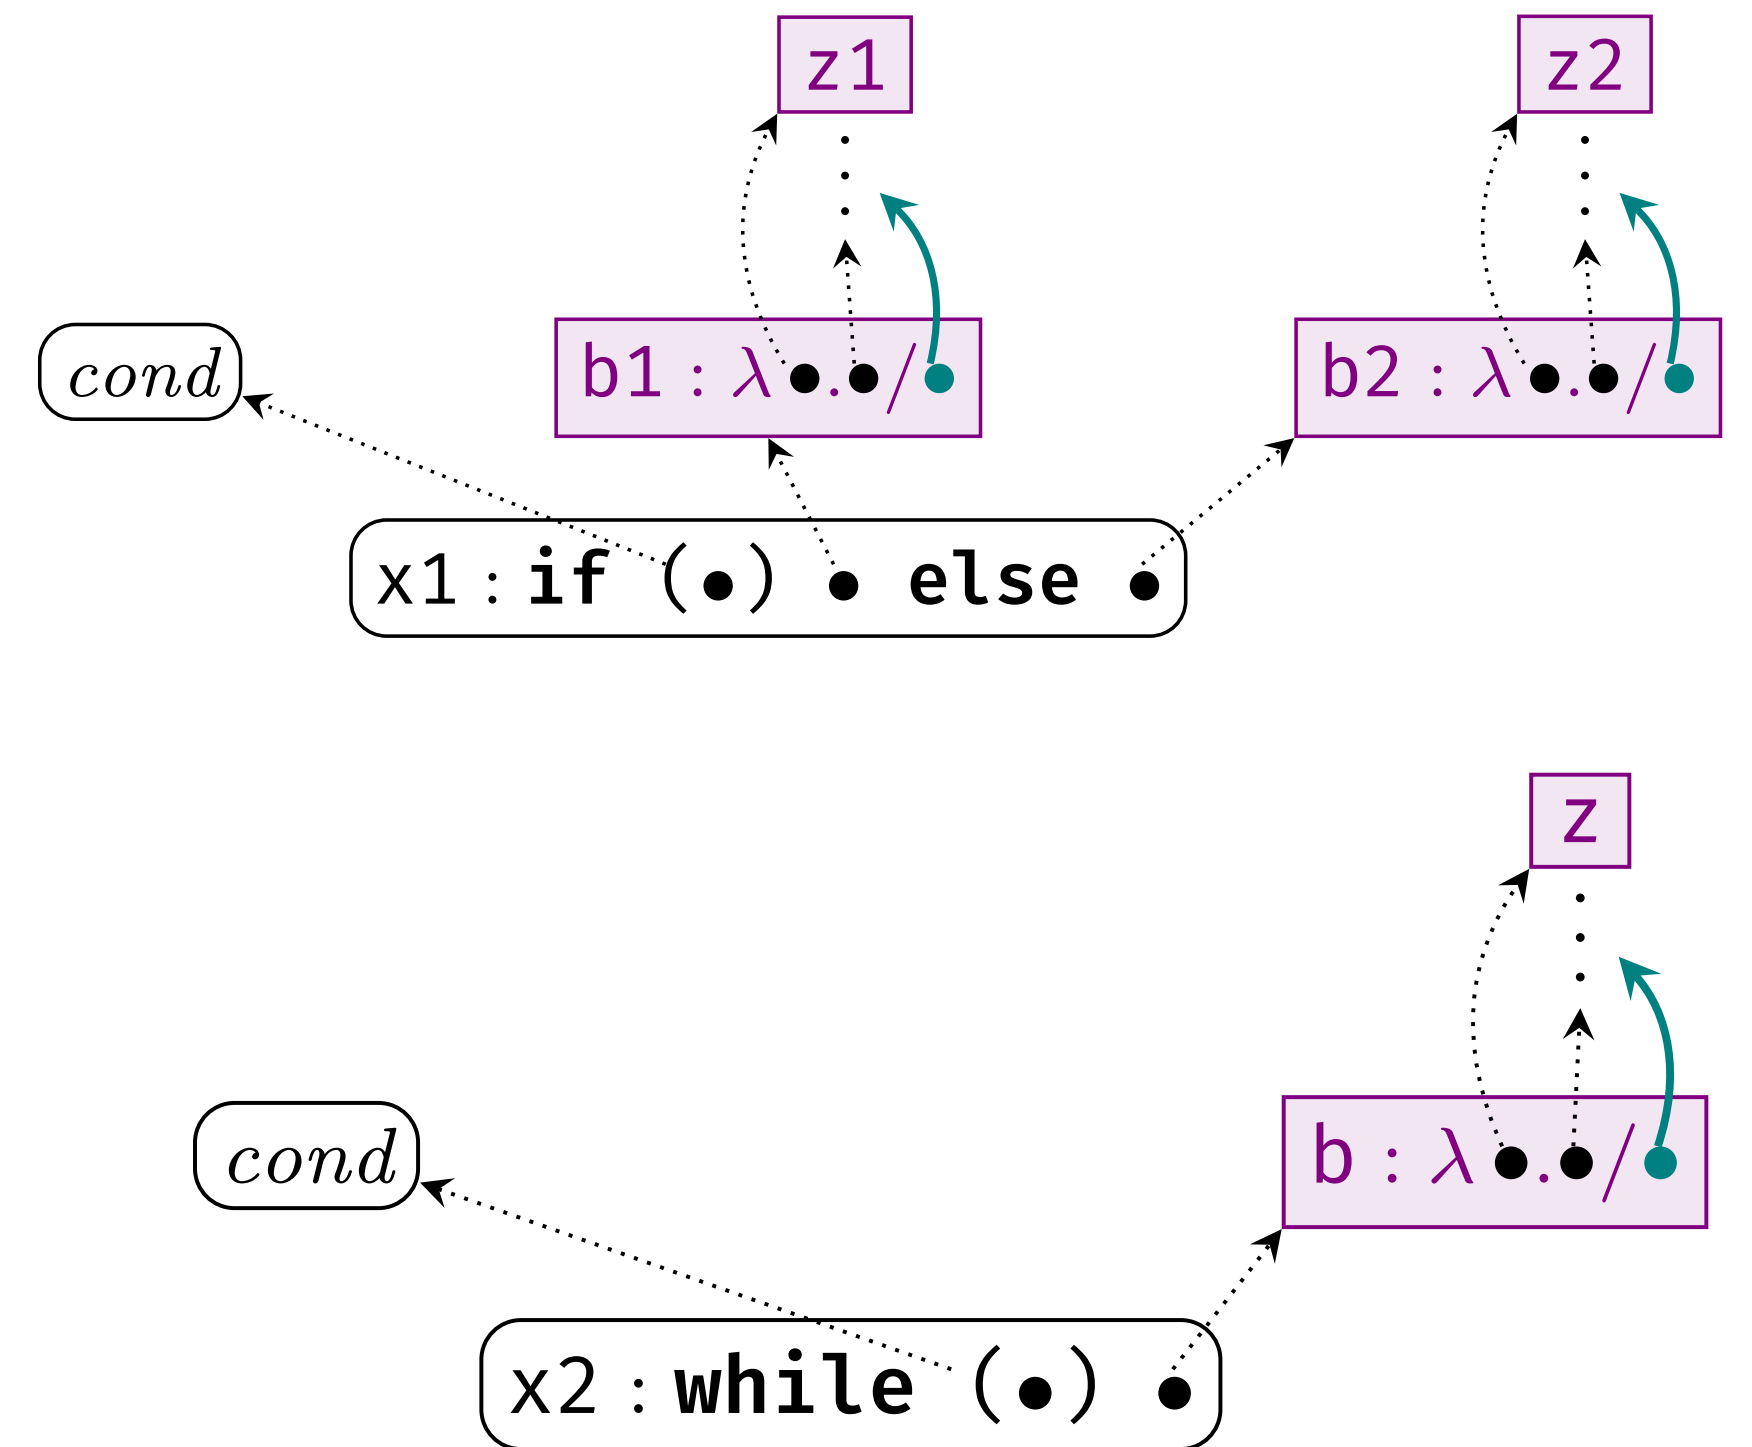 z1 z2
cond b1 : λ●.●/● b2 : λ●.●/●
x1 : if (●) ● else ●
z
cond b : λ●.●/●
x2 : while (●) ●